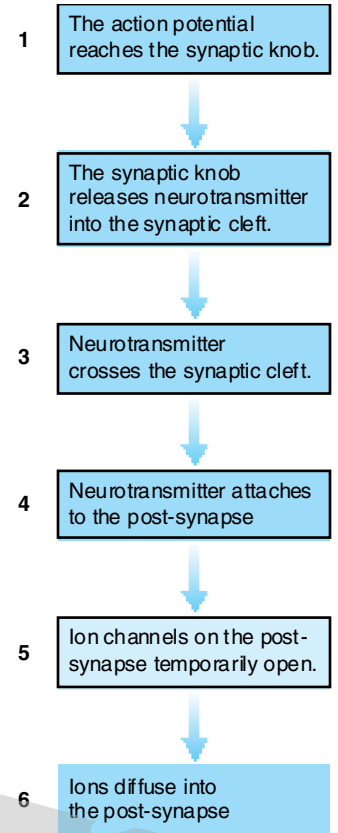 1
The action potential
reaches the synaptic knob.
2
The synaptic knob
releases neurotransmitter
into the synaptic cleft.
3
Neurotransmitter
crosses the synaptic cleft.
4
Neurotransmitter attaches
to the post-synapse
5
Ion channels on the post-
synapse temporarily open.
6
Ions diffuse into
the post-synapse